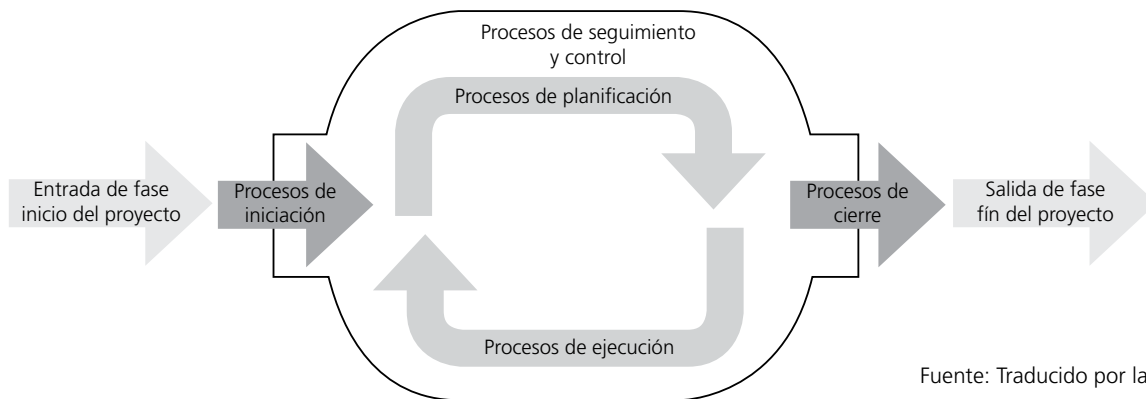 Procesos de seguimiento
y control
Procesos de planificación
Entrada de fase
inicio del proyecto
Procesos de
iniciación
Procesos de
cierre
Salida de fase
fín del proyecto
Procesos de ejecución
Fuente: Traducido por la